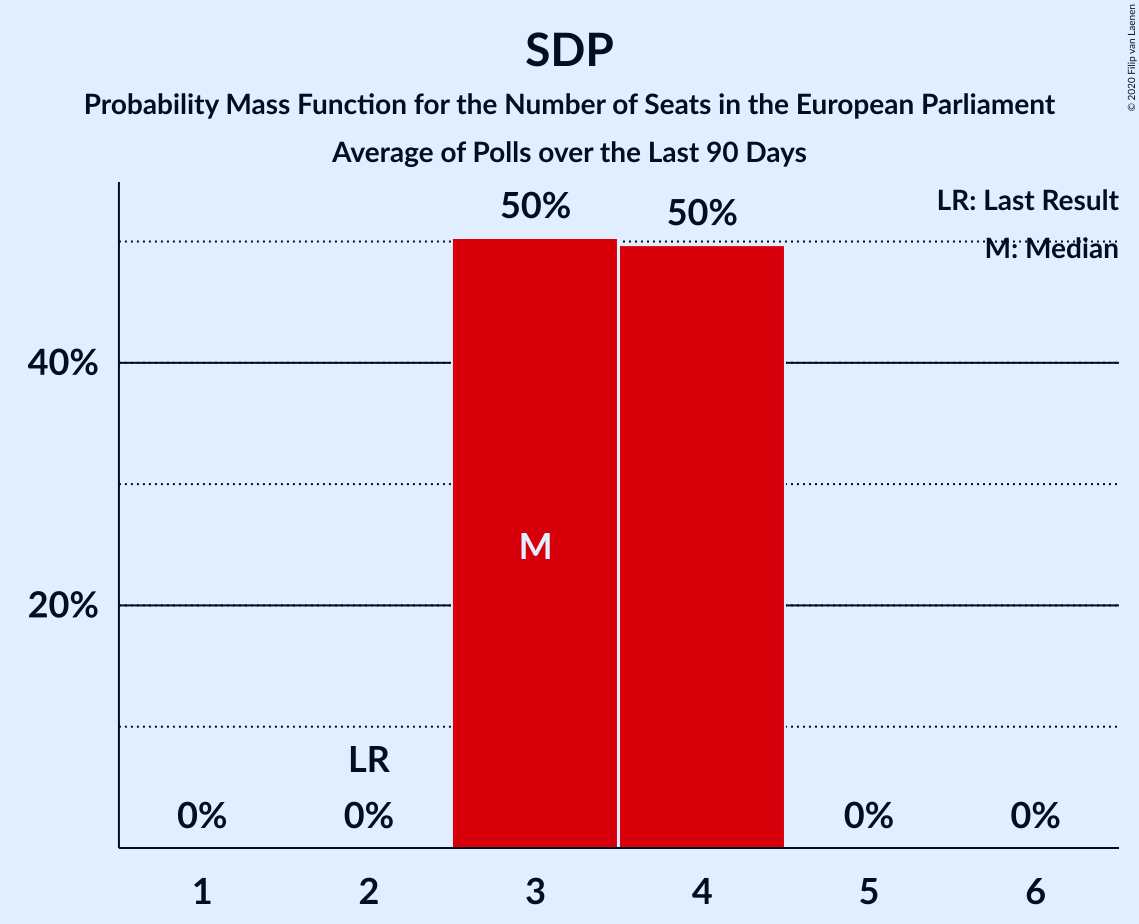 SDP
Probability Mass Function for the Number of Seats in the European Parliament
Average of Polls over the Last 90 Days
© 2020 Filip van Laenen
LR: Last Result
M: Median
50%
50%
40%
M
20%
LR
0%
0%
0%
0%
1
2
3
4
5
6